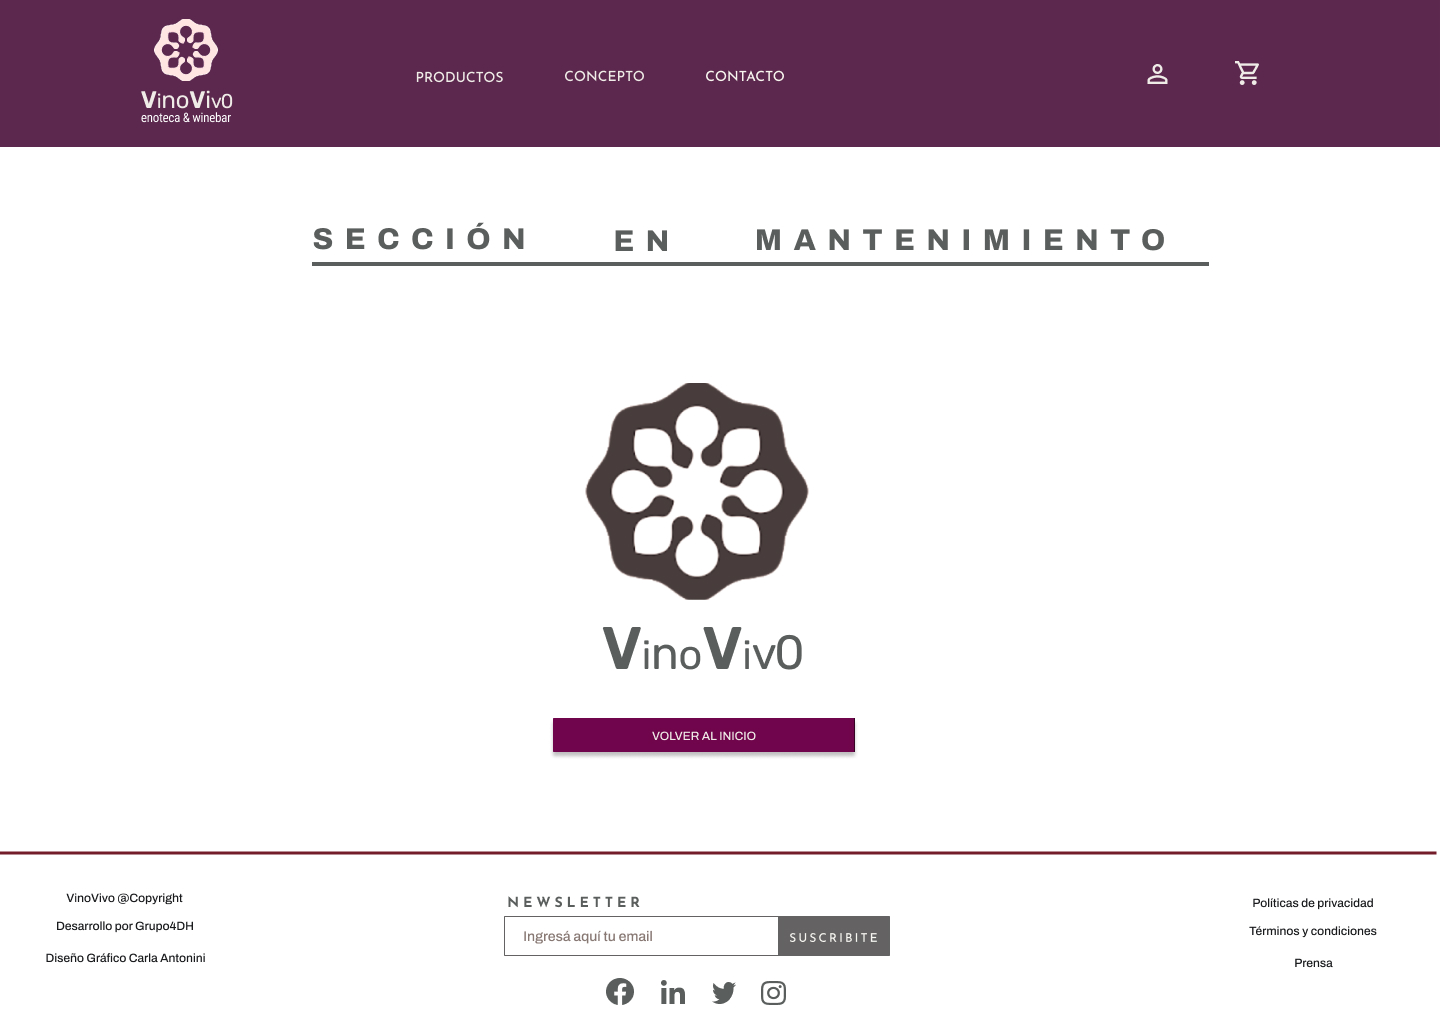 VinoViv0
enoteca & winebar
PRODUCTOS CONCEPTO CONTACTO
SECCIÓN EN MANTENIMIENTO
VinoViv0
VOLVER AL INICIO
VinoVivo @Copyright
Desarrollo por Grupo4DH
Diseño Gráfico Carla Antonini
NEWSLETTER
Ingresá aquí tu email SUSCRIBITE
Políticas de privacidad
Términos y condiciones
Prensa